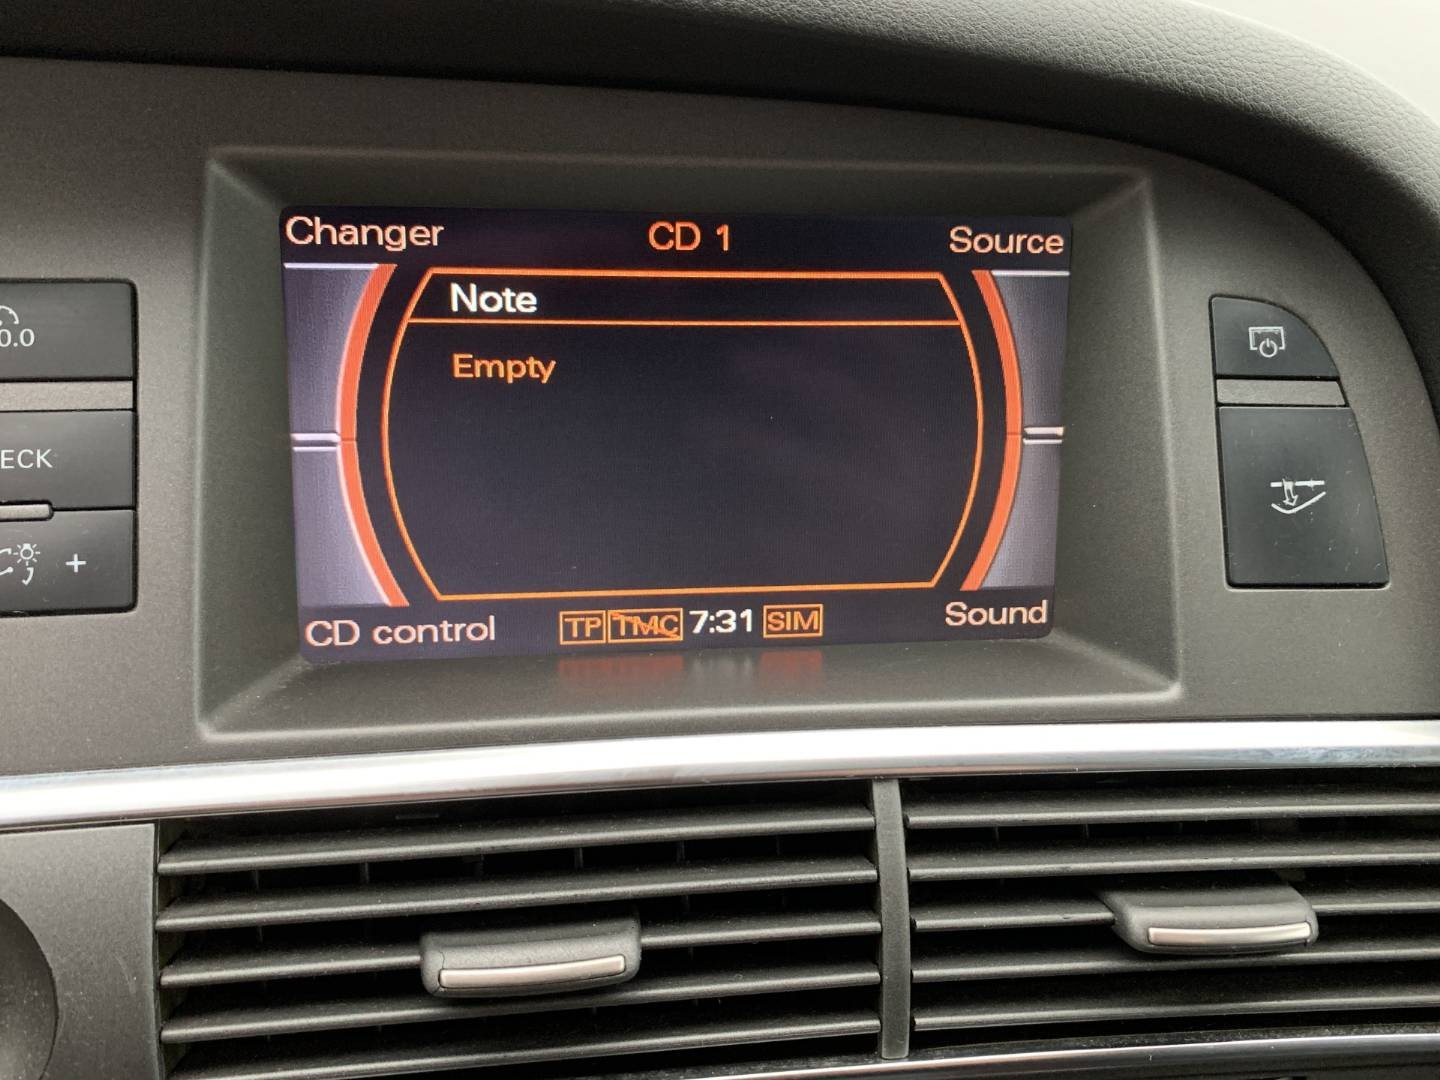 Changer CD 1 Source
Note
Empty
CD control TP TMC 7:31 SIM Sound
0.0
ECK
+